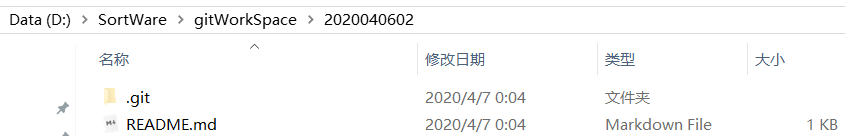 Data (D:) > SortWare > gitWorkSpace > 2020040602
名称 修改日期 类型 大小
.git 2020/4/7 0:04 文件夹
README.md 2020/4/7 0:04 Markdown File 1 KB